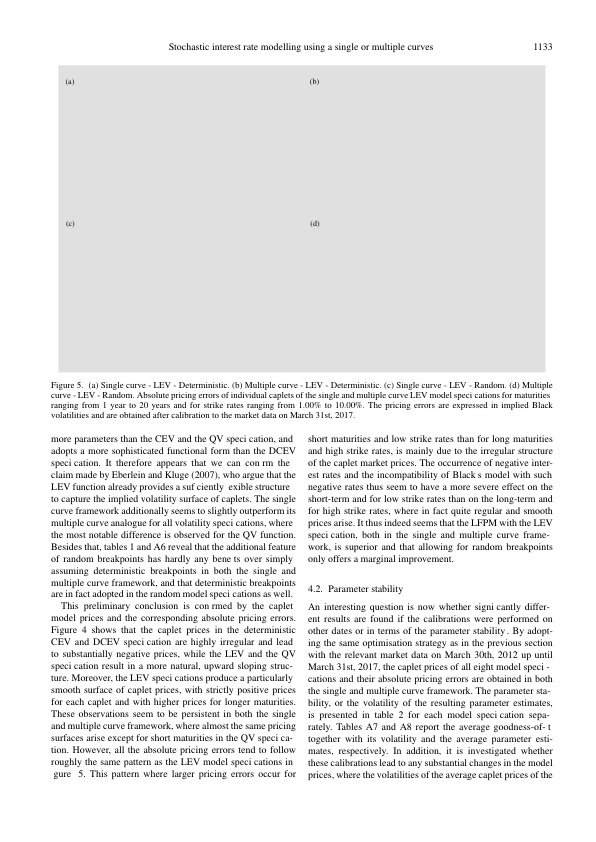 Stochastic interest rate modelling using a single or multiple curves 1133
(a)
(b)
(c)
(d)
Figure 5. (a) Single curve - LEV - Deterministic. (b) Multiple curve - LEV - Deterministic. (c) Single curve - LEV - Random. (d) Multiple
curve - LEV - Random. Absolute pricing errors of individual caplets of the single and multiple curve LEV model speci cations for maturities
ranging from 1 year to 20 years and for strike rates ranging from 1.00% to 10.00%. The pricing errors are expressed in implied Black
volatilities and are obtained after calibration to the market data on March 31st, 2017.
more parameters than the CEV and the QV speci cation, and
adopts a more sophisticated functional form than the DCEV
speci cation. It therefore appears that we can con rm the
claim made by Eberlein and Kluge (2007), who argue that the
LEV function already provides a suf ciently exible structure
to capture the implied volatility surface of caplets. The single
curve framework additionally seems to slightly outperform its
multiple curve analogue for all volatility speci cations, where
the most notable difference is observed for the QV function.
Besides that, tables 1 and A6 reveal that the additional feature
of random breakpoints has hardly any bene ts over simply
assuming deterministic breakpoints in both the single and
multiple curve framework, and that deterministic breakpoints
are in fact adopted in the random model speci cations as well.
This preliminary conclusion is con rmed by the caplet
model prices and the corresponding absolute pricing errors.
Figure 4 shows that the caplet prices in the deterministic
CEV and DCEV speci cation are highly irregular and lead
to substantially negative prices, while the LEV and the QV
speci cation result in a more natural, upward sloping struc-
ture. Moreover, the LEV speci cations produce a particularly
smooth surface of caplet prices, with strictly positive prices
for each caplet and with higher prices for longer maturities.
These observations seem to be persistent in both the single
and multiple curve framework, where almost the same pricing
surfaces arise except for short maturities in the QV speci ca-
tion. However, all the absolute pricing errors tend to follow
roughly the same pattern as the LEV model speci cations in
gure 5. This pattern where larger pricing errors occur for
short maturities and low strike rates than for long maturities
and high strike rates, is mainly due to the irregular structure
of the caplet market prices. The occurrence of negative inter-
est rates and the incompatibility of Black s model with such
negative rates thus seem to have a more severe effect on the
short-term and for low strike rates than on the long-term and
for high strike rates, where in fact quite regular and smooth
prices arise. It thus indeed seems that the LFPM with the LEV
speci cation, both in the single and multiple curve frame-
work, is superior and that allowing for random breakpoints
only offers a marginal improvement.
4.2. Parameter stability
An interesting question is now whether signi cantly differ-
ent results are found if the calibrations were performed on
other dates or in terms of the parameter stability. By adopt-
ing the same optimisation strategy as in the previous section
with the relevant market data on March 30th, 2012 up until
March 31st, 2017, the caplet prices of all eight model speci -
cations and their absolute pricing errors are obtained in both
the single and multiple curve framework. The parameter sta-
bility, or the volatility of the resulting parameter estimates,
is presented in table 2 for each model speci cation sepa-
rately. Tables A7 and A8 report the average goodness-of- t
together with its volatility and the average parameter esti-
mates, respectively. In addition, it is investigated whether
these calibrations lead to any substantial changes in the model
prices, where the volatilities of the average caplet prices of the